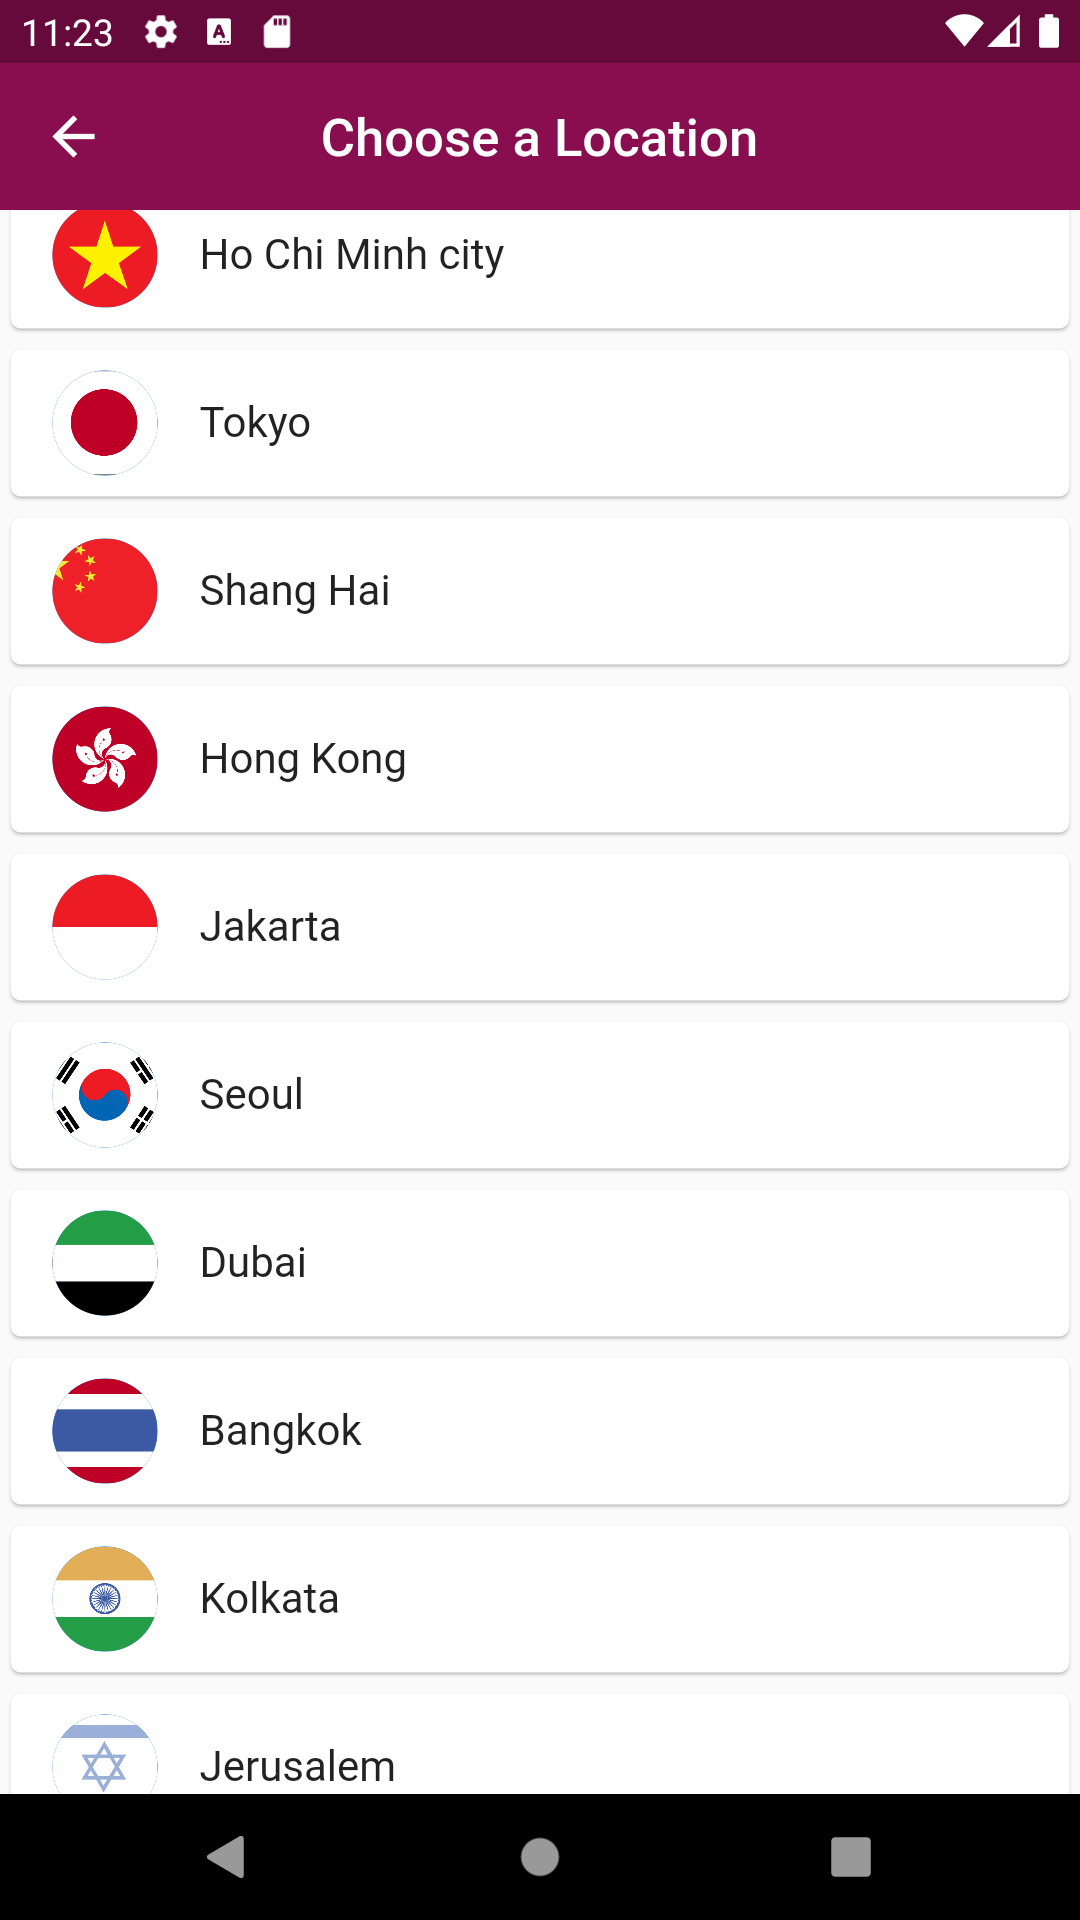 11:23
Choose a Location
Ho Chi Minh city
Tokyo
Shang Hai
Hong Kong
Jakarta
Seoul
Dubai
Bangkok
Kolkata
Jerusalem